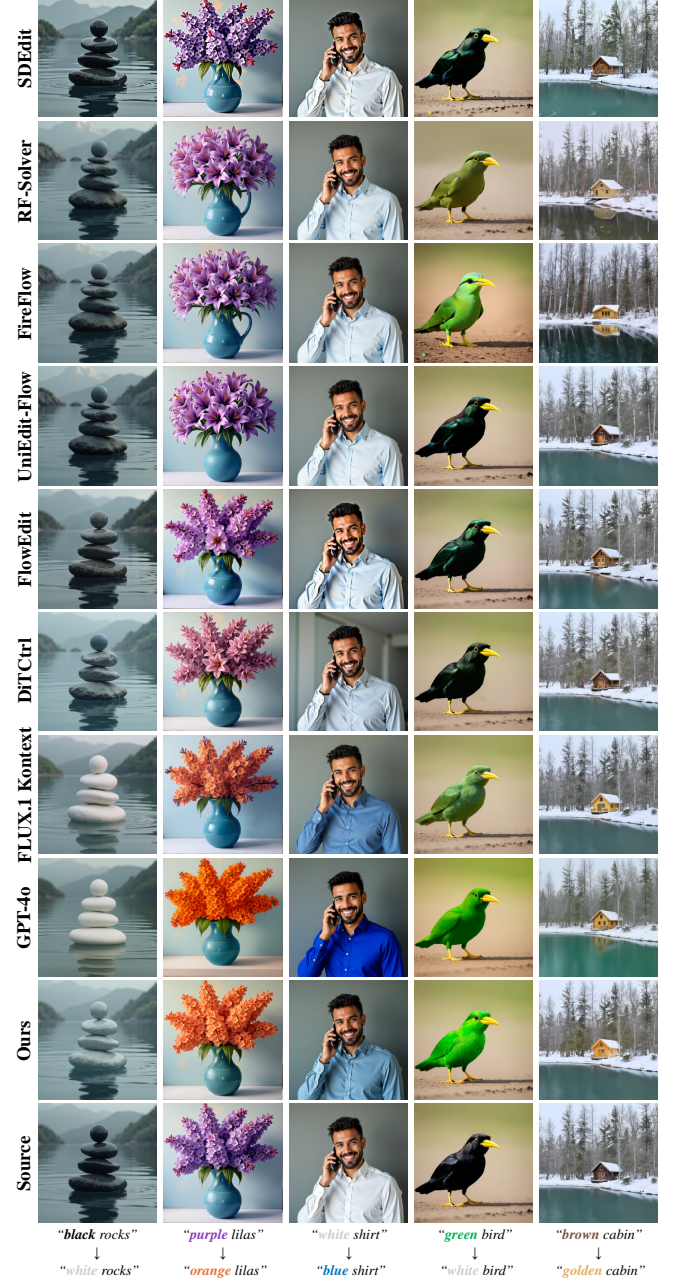 SDEdit
RF-Solver
FireFlow
UniEdit-Flow
FlowEdit
DiTCtrl
FLUX.1 Kontext
GPT-4o
Ours
Source
“black rocks” “purple lilas” “white shirt” “green bird” “brown cabin”
↓ ↓ ↓ ↓ ↓
“white rocks” “orange lilas” “blue shirt” “white bird” “golden cabin”